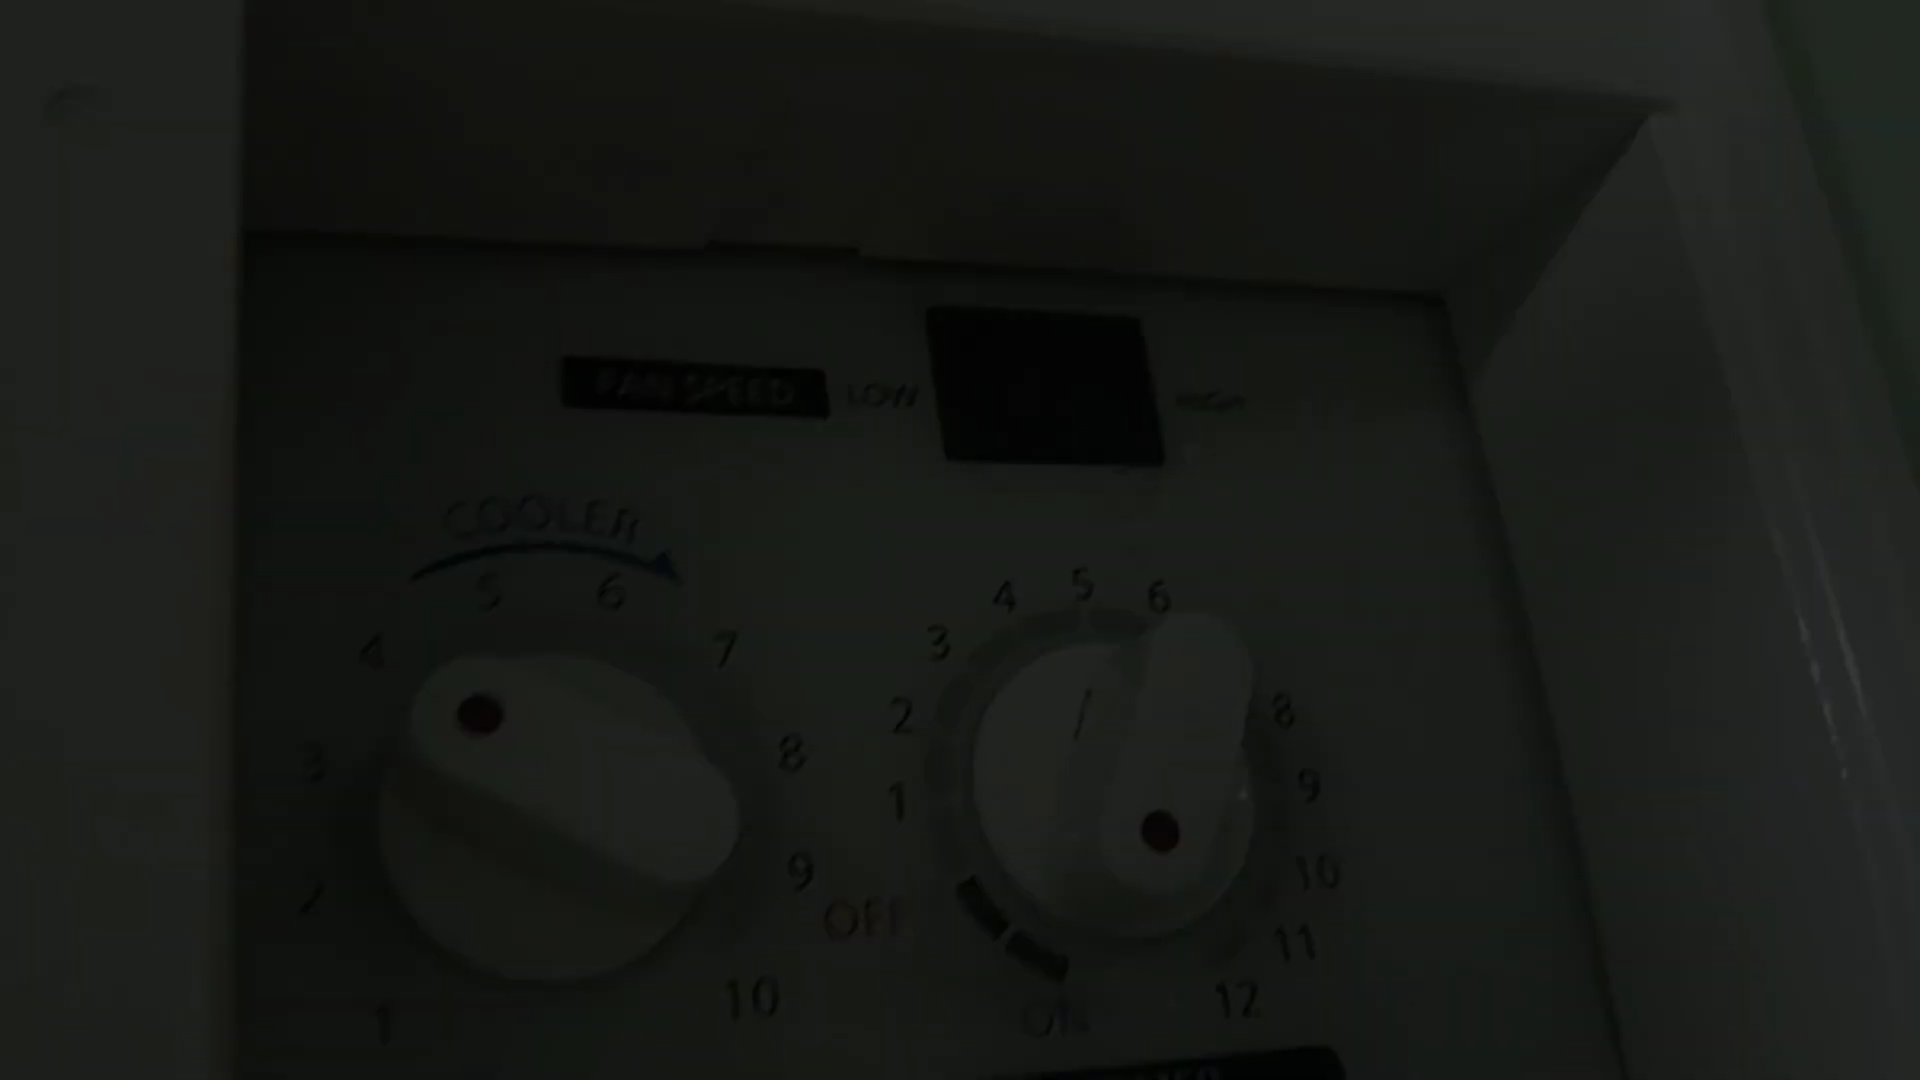 FAN SPEED LOW HIGH
COOLER
5 6
4 7
3 8
2 9
1 10
4 5 6
3
2 8
1 9
10
OFF 11
ON 12